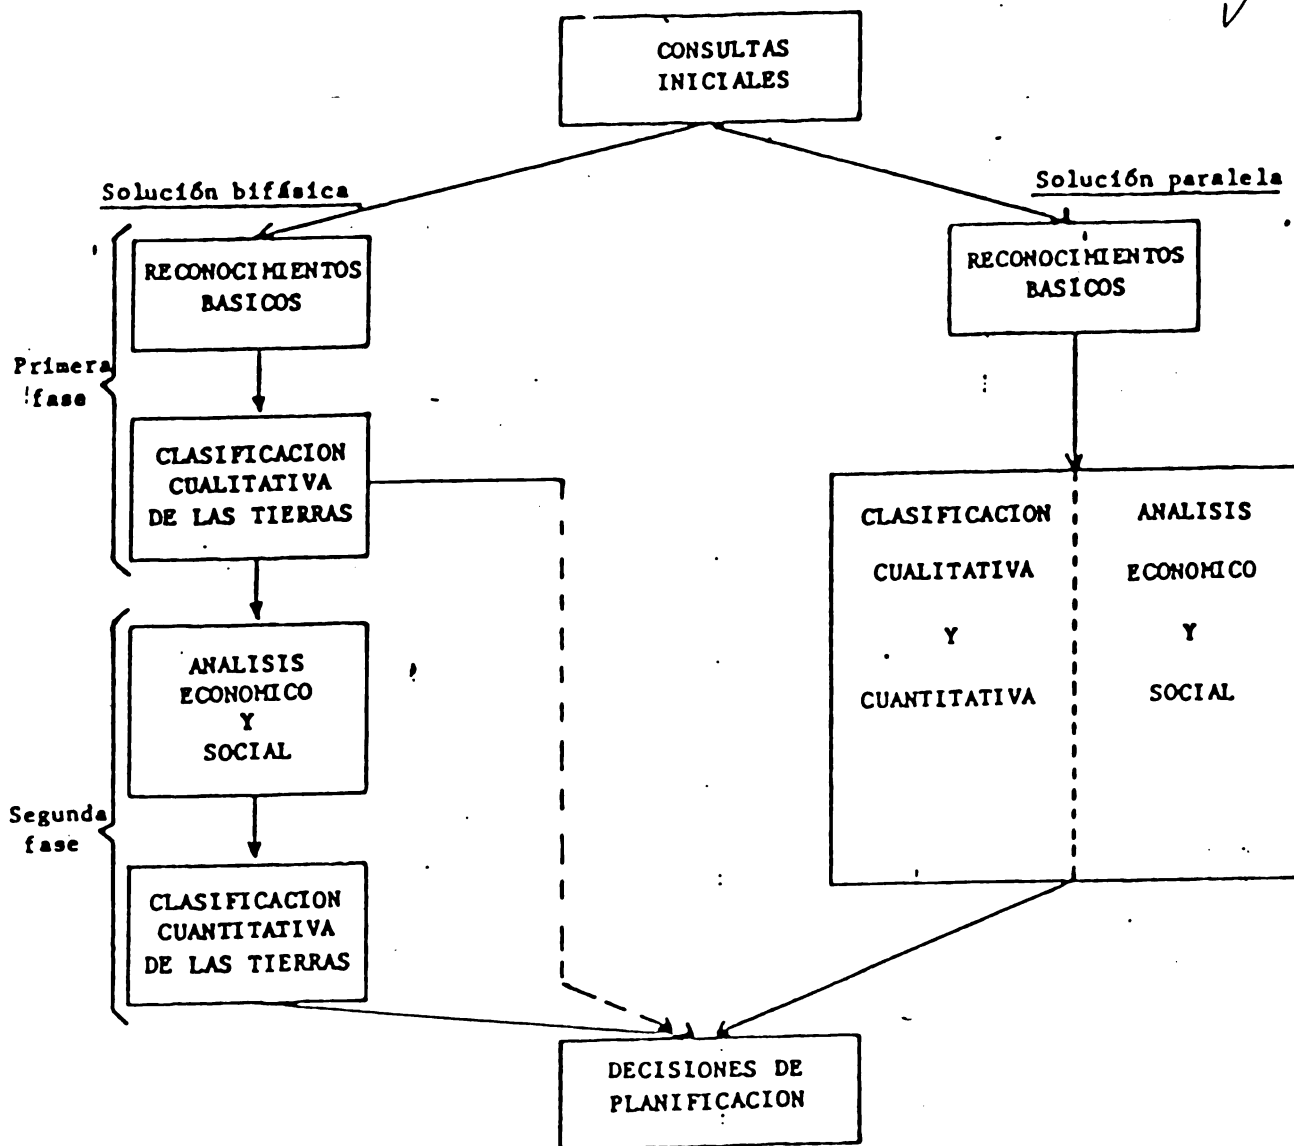 CONSULTAS
INICIALES
Solución bifásica
Solución paralela
RECONOCIMIENTOS
BASICOS
RECONOCIMIENTOS
BASICOS
Primera
fase
CLASIFICACION
CUALITATIVA
DE LAS TIERRAS
CLASIFICACION
CUALITATIVA
Y
CUANTITATIVA
ANALISIS
ECONOMICO
Y
SOCIAL
ANALISIS
ECONOMICO
Y
SOCIAL
Segunda
fase
CLASIFICACION
CUANTITATIVA
DE LAS TIERRAS
DECISIONES DE
PLANIFICACION